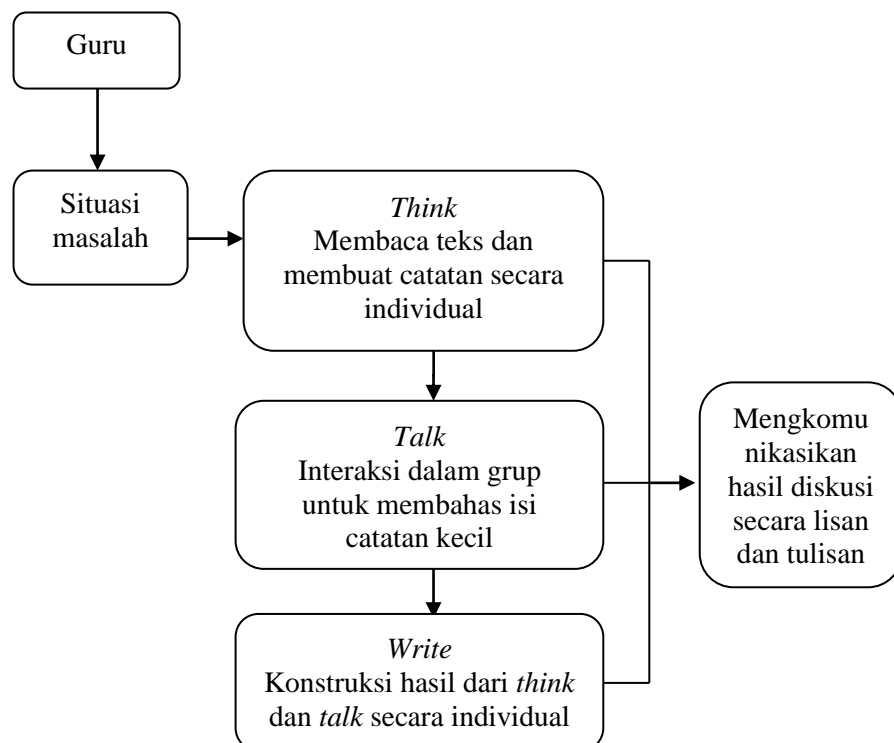 Guru
Situasi
masalah
Think
Membaca teks dan
membuat catatan secara
individual
Talk
Interaksi dalam grup
untuk membahas isi
catatan kecil
Write
Konstruksi hasil dari think
dan talk secara individual
Mengkomu
nikasikan
hasil diskusi
secara lisan
dan tulisan